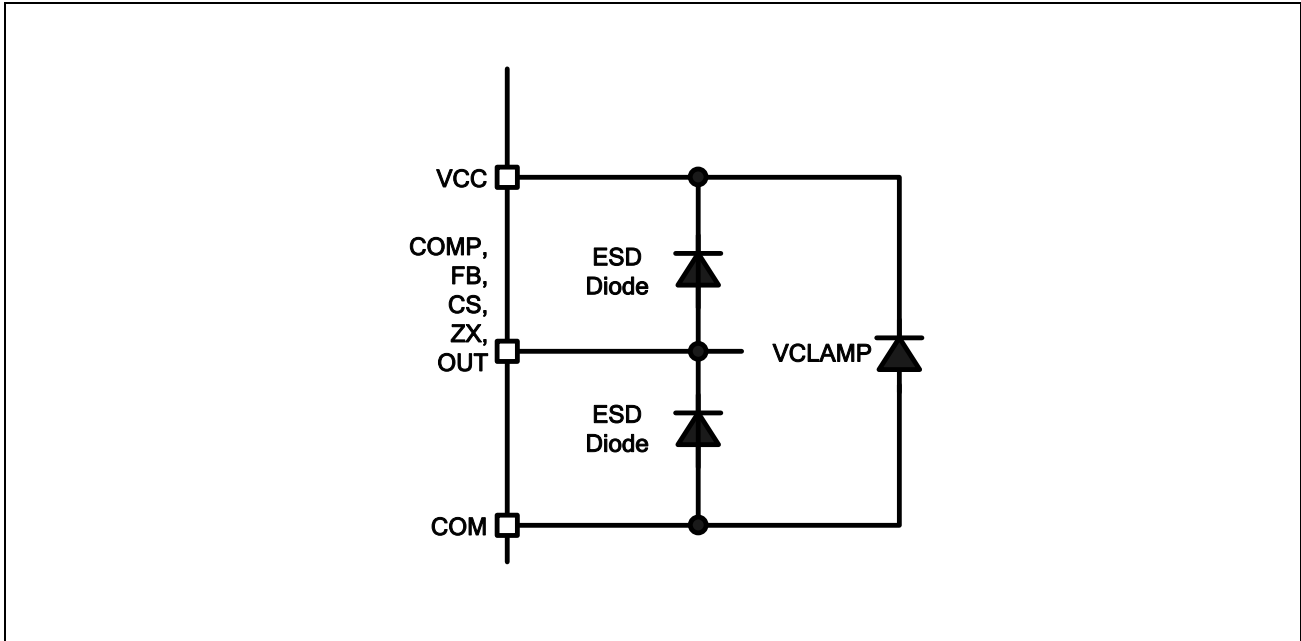 VCC
COMP,
FB,
CS,
ZX,
OUT
COM
ESD
Diode
ESD
Diode
VCLAMP